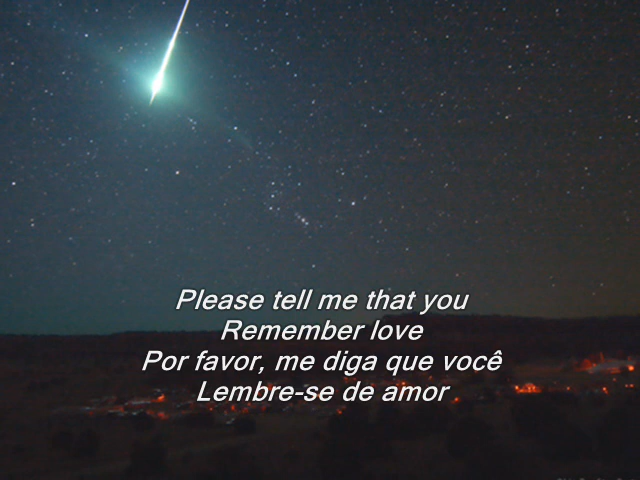 Please tell me that you
Remember love
Por favor, me diga que você
Lembre-se de amor